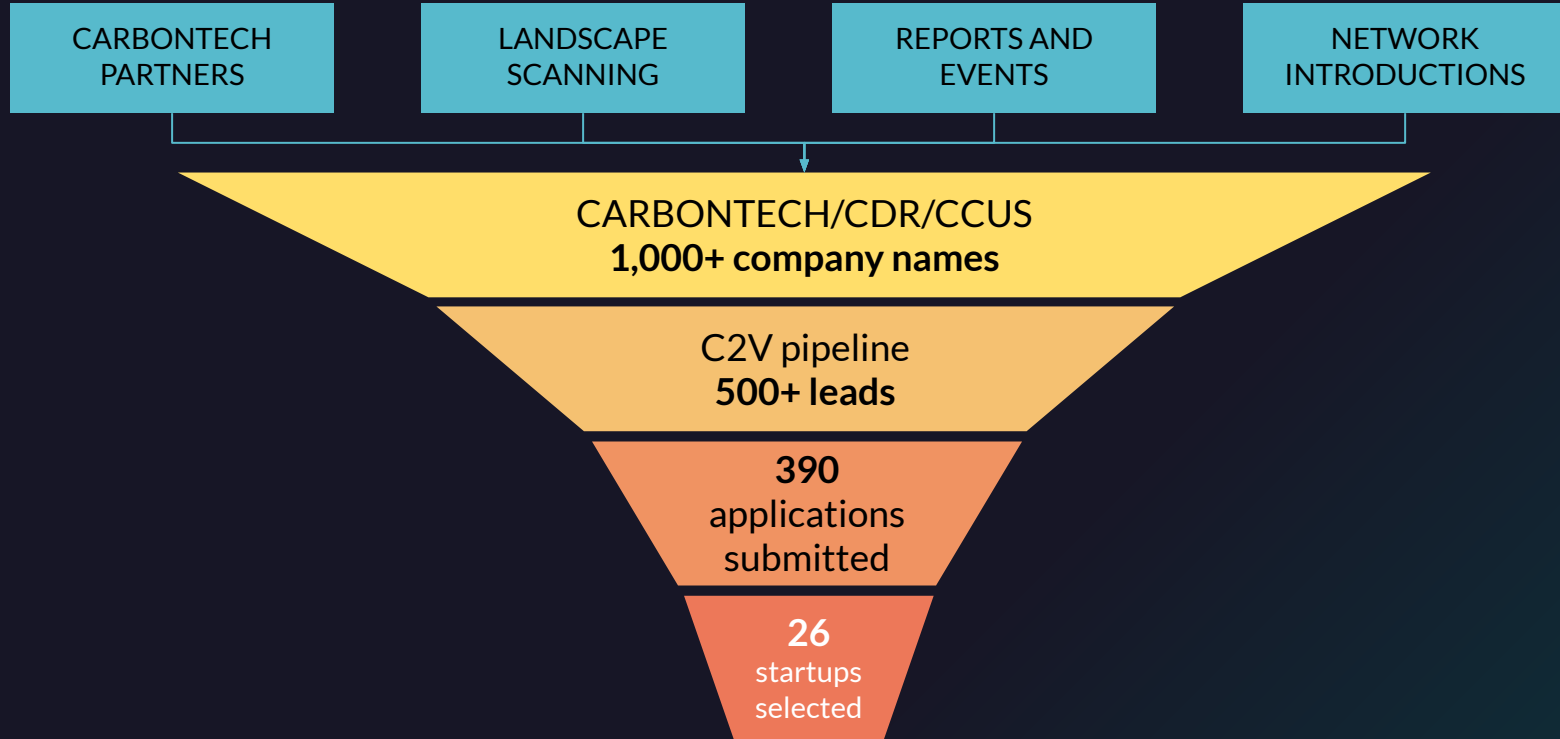 CARBONTECH
PARTNERS
LANDSCAPE
SCANNING
REPORTS AND
EVENTS
NETWORK
INTRODUCTIONS
CARBONTECH/CDR/CCUS
1,000+ company names
C2V pipeline
500+ leads
390
applications
submitted
26
startups
selected